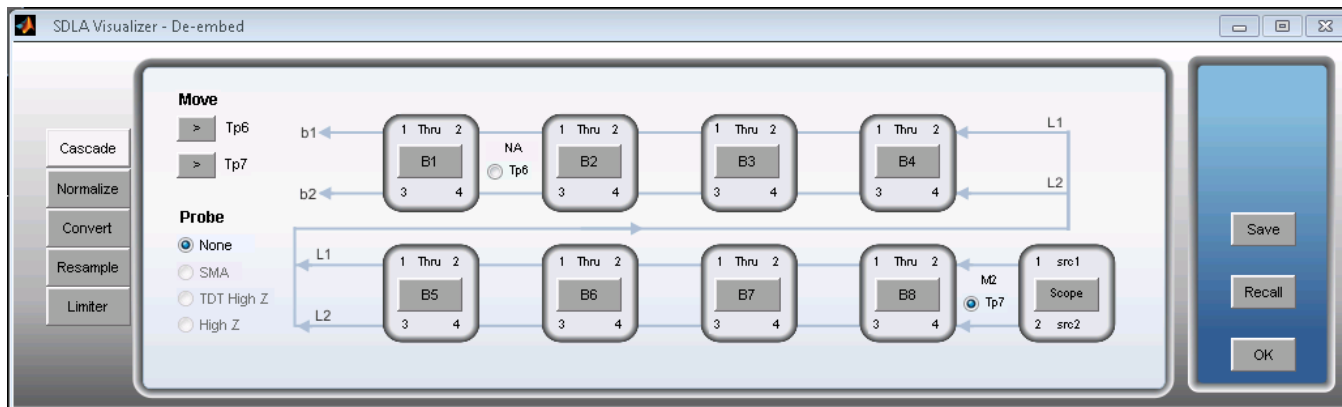 SDLA Visualizer - De-embed
Cascade
Normalize
Convert
Resample
Limiter
Move
> Tp6
> Tp7
Probe
None
SMA
TDT High Z
High Z
b1
b2
1 Thru 2
B1
3 4
NA
Tp6
1 Thru 2
B2
3 4
1 Thru 2
B3
3 4
1 Thru 2
B4
3 4
L1
L2
L1
L2
1 Thru 2
B5
3 4
1 Thru 2
B6
3 4
1 Thru 2
B7
3 4
1 Thru 2
B8
3 4
M2
Tp7
1 src1
Scope
2 src2
Save
Recall
OK